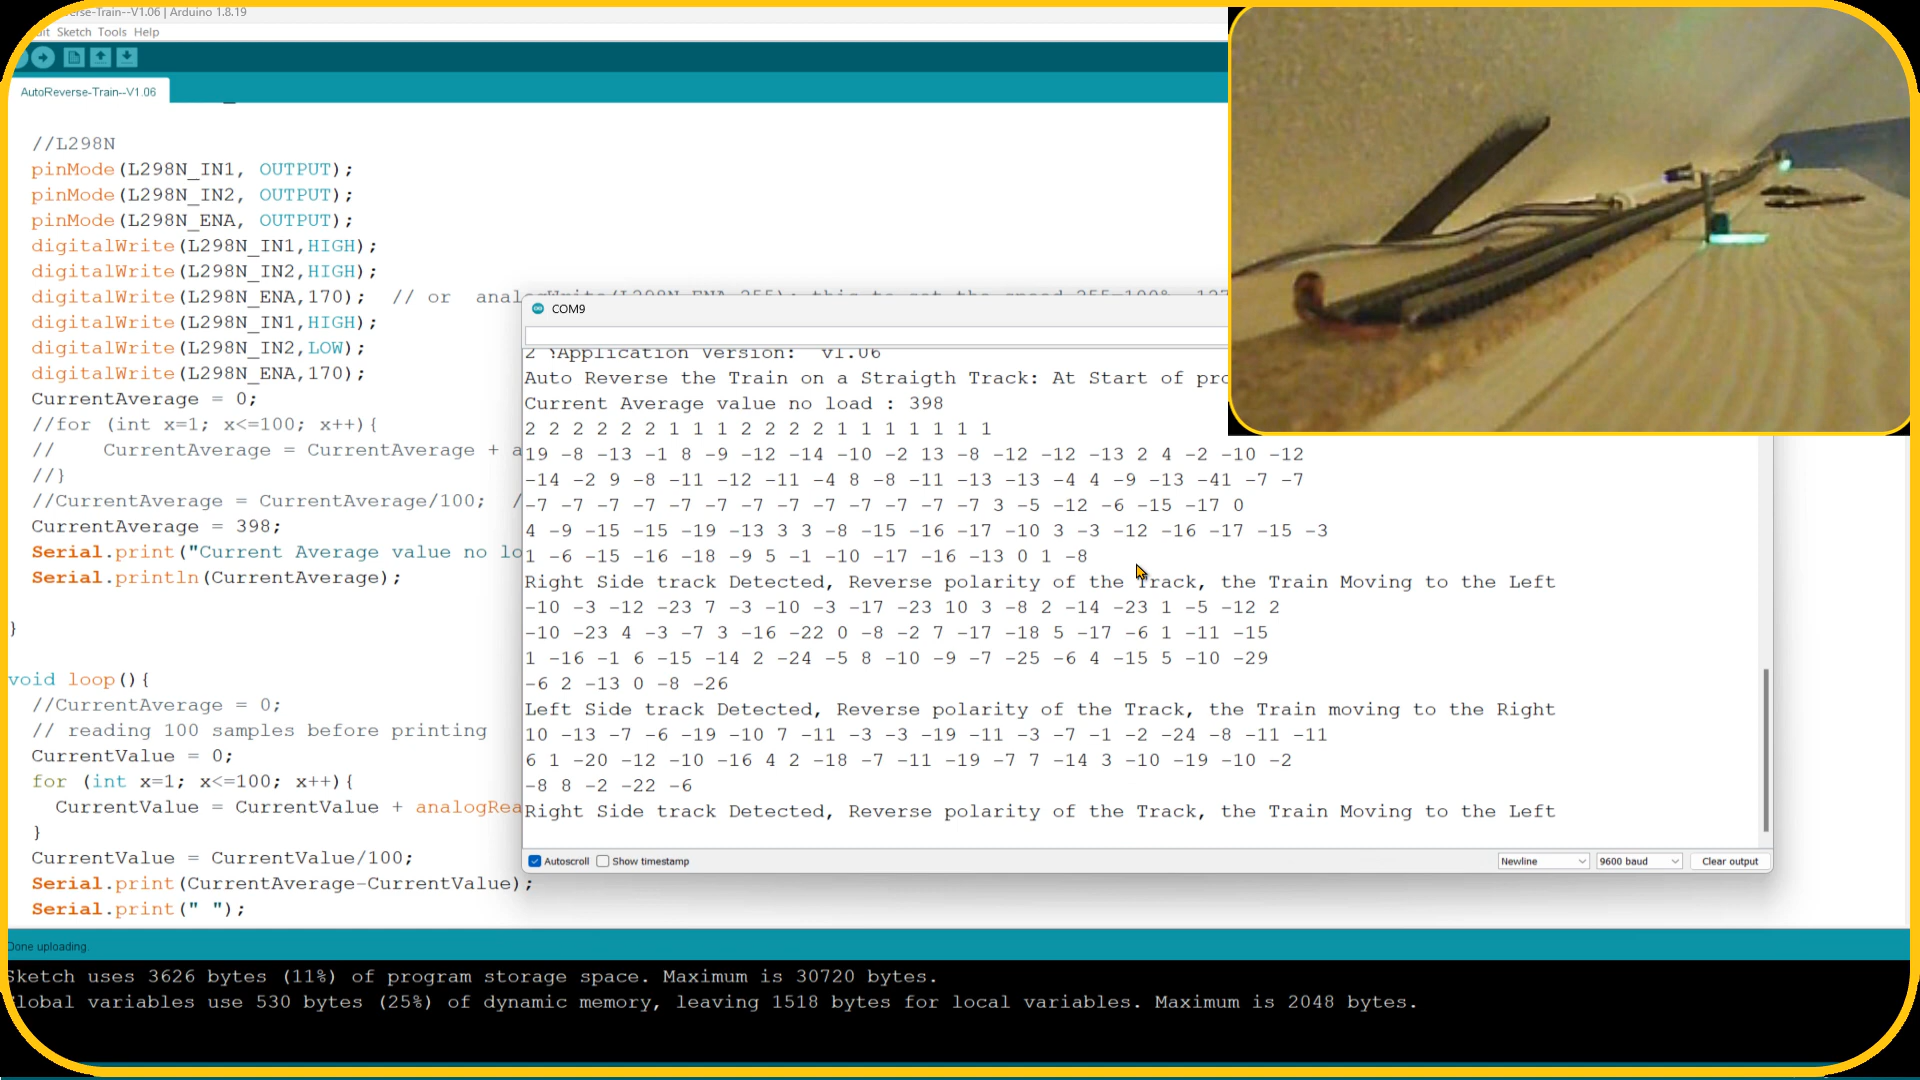 erse-Train--V1.06 | Arduino 1.8.19
Sketch Tools Help
AutoReverse-Train--V1.06
//L298N
pinMode(L298N_IN1, OUTPUT);
pinMode(L298N_IN2, OUTPUT);
pinMode(L298N_ENA, OUTPUT);
digitalWrite(L298N_IN1,HIGH);
digitalWrite(L298N_IN2,HIGH);
digitalWrite(L298N_ENA,170); // or
digitalWrite(L298N_IN1,HIGH);
digitalWrite(L298N_IN2,LOW);
digitalWrite(L298N_ENA,170);
CurrentAverage = 0;
//for (int x=1; x<=100; x++){
// CurrentAverage = CurrentAverage + a
//}
//CurrentAverage = CurrentAverage/100; /
CurrentAverage = 398;
Serial.print("Current Average value no lo
Serial.println(CurrentAverage);
}
void loop(){
//CurrentAverage = 0;
// reading 100 samples before printing
CurrentValue = 0;
for (int x=1; x<=100; x++){
CurrentValue = CurrentValue + analogRea
}
CurrentValue = CurrentValue/100;
Serial.print(CurrentAverage-CurrentValue);
Serial.print(" ");
COM9
Application Version: V1.06
Auto Reverse the Train on a Straigth Track: At Start of pro
Current Average value no load : 398
2 2 2 2 2 2 1 1 1 2 2 2 2 1 1 1 1 1 1 1
19 -8 -13 -1 8 -9 -12 -14 -10 -2 13 -8 -12 -12 -13 2 4 -2 -10 -12
-14 -2 9 -8 -11 -12 -11 -4 8 -8 -11 -13 -13 -4 4 -9 -13 -41 -7 -7
-7 -7 -7 -7 -7 -7 -7 -7 -7 -7 -7 -7 -7 3 -5 -12 -6 -15 -17 0
4 -9 -15 -15 -19 -13 3 3 -8 -15 -16 -17 -10 3 -3 -12 -16 -17 -15 -3
1 -6 -15 -16 -18 -9 5 -1 -10 -17 -16 -13 0 1 -8
Right Side track Detected, Reverse polarity of the Track, the Train Moving to the Left
-10 -3 -12 -23 7 -3 -10 -3 -17 -23 10 3 -8 2 -14 -23 1 -5 -12 2
-10 -23 4 -3 -7 3 -16 -22 0 -8 -2 7 -17 -18 5 -17 -6 1 -11 -15
1 -16 -1 6 -15 -14 2 -24 -5 8 -10 -9 -7 -25 -6 4 -15 5 -10 -29
-6 2 -13 0 -8 -26
Left Side track Detected, Reverse polarity of the Track, the Train moving to the Right
10 -13 -7 -6 -19 -10 7 -11 -3 -3 -19 -11 -3 -7 -1 -2 -24 -8 -11 -11
6 1 -20 -12 -10 -16 4 2 -18 -7 -11 -19 -7 7 -14 3 -10 -19 -10 -2
-8 8 -2 -22 -6
Right Side track Detected, Reverse polarity of the Track, the Train Moving to the Left
Autoscroll Show timestamp Newline 9600 baud Clear output
Done uploading.
Sketch uses 3626 bytes (11%) of program storage space. Maximum is 30720 bytes.
lobal variables use 530 bytes (25%) of dynamic memory, leaving 1518 bytes for local variables. Maximum is 2048 bytes.